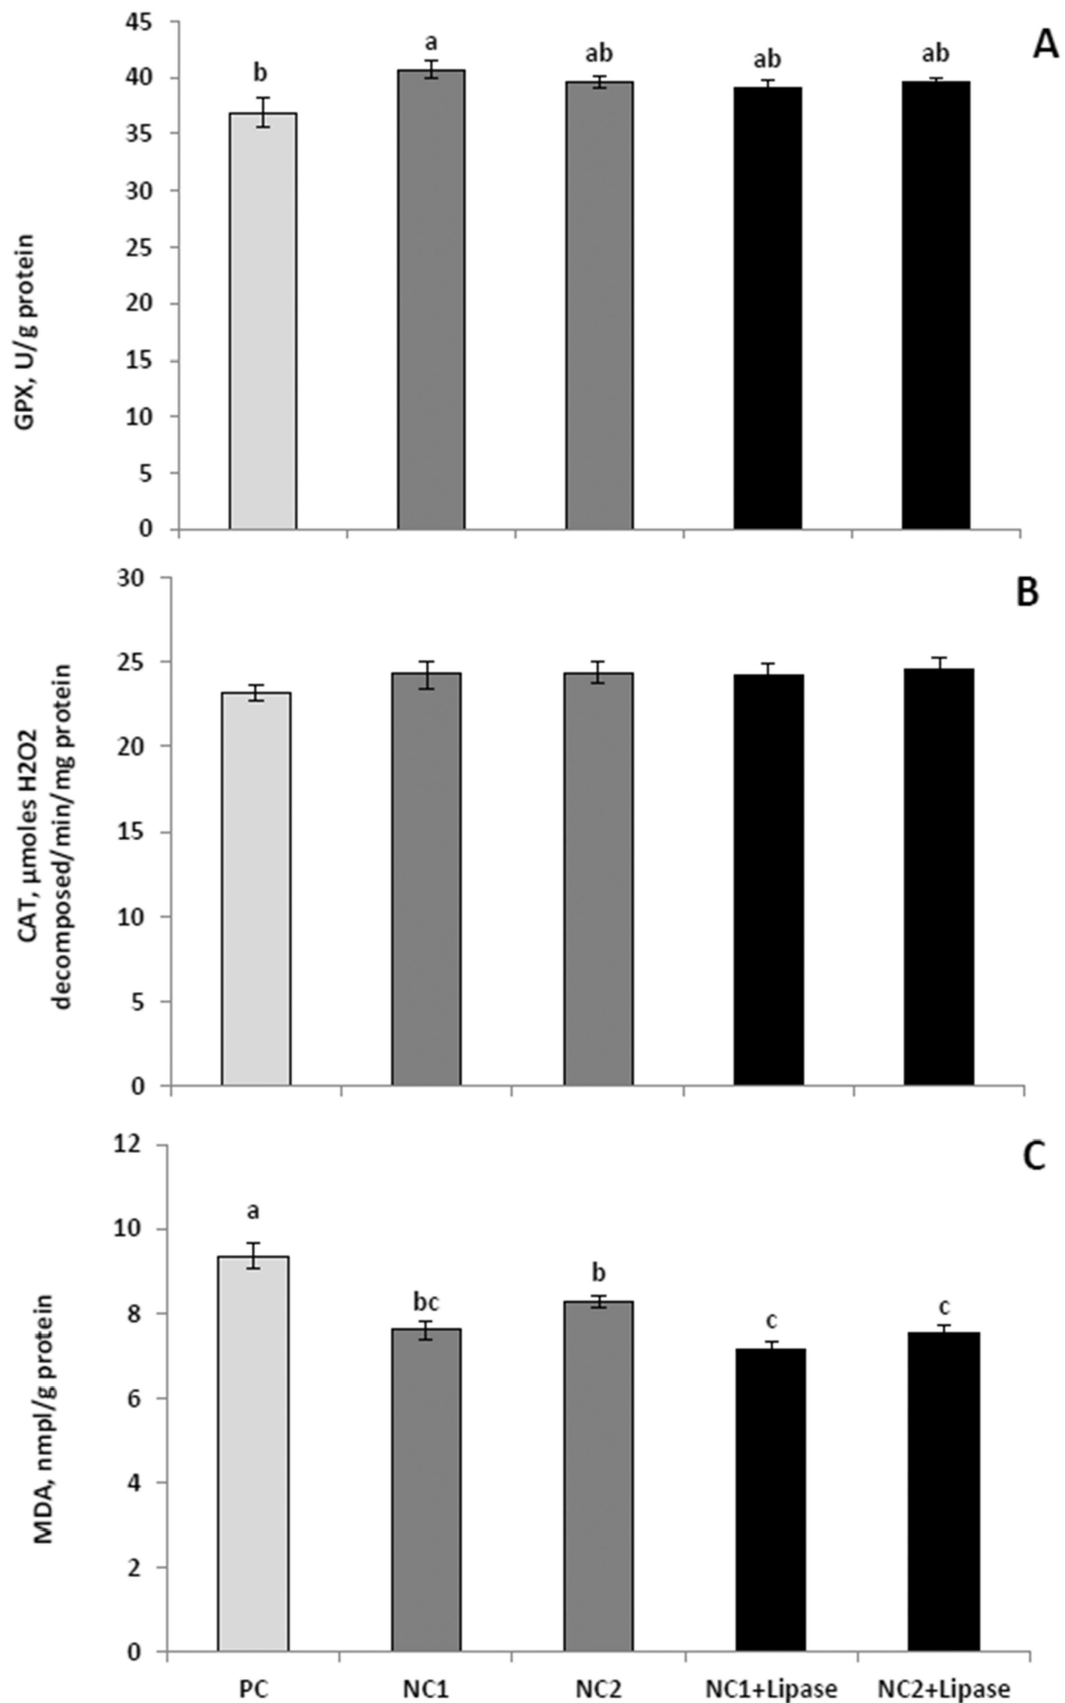 A
45
40
35
30
25
20
15
10
5
0
GPX, U/g protein
b
a
ab
ab
ab
B
30
25
20
15
10
5
0
CAT, µmoles H2O2
decomposed/min/mg protein
C
12
10
8
6
4
2
0
MDA, nmpl/g protein
a
bc
b
c
c
PC NC1 NC2 NC1+Lipase NC2+Lipase